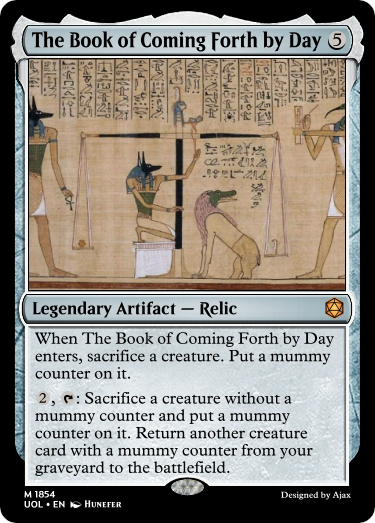 The Book of Coming Forth by Day 5
Legendary Artifact — Relic
When The Book of Coming Forth by Day
enters, sacrifice a creature. Put a mummy
counter on it.
2, : Sacrifice a creature without a
mummy counter and put a mummy
counter on it. Return another creature
card with a mummy counter from your
graveyard to the battlefield.
M 1854
UOL • EN HUNEFER
Designed by Ajax